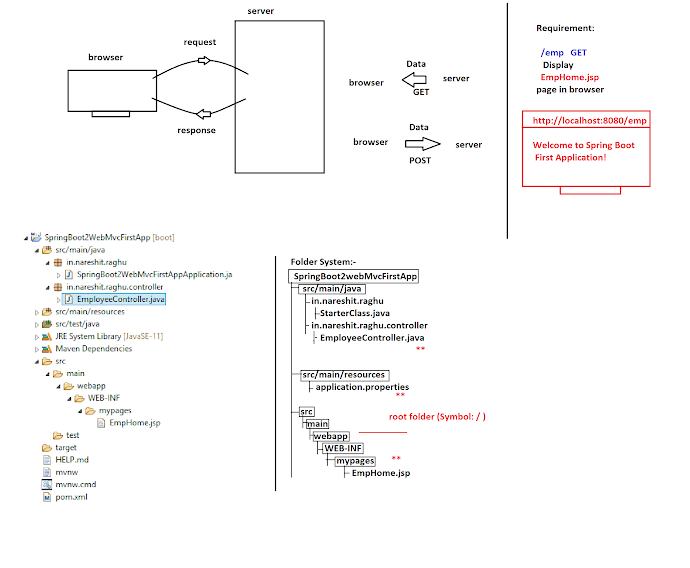 server
browser
request
response
Data
browser
server
GET
Data
browser
server
POST
Requirement:
/emp GET
Display
EmpHome.jsp
page in browser
http://localhost:8080/emp
Welcome to Spring Boot
First Application!
SpringBoot2WebMvcFirstApp [boot]
src/main/java
in.nareshit.raghu
SpringBoot2WebMvcFirstAppApplication.ja
in.nareshit.raghu.controller
EmployeeController.java
src/main/resources
src/test/java
JRE System Library [JavaSE-11]
Maven Dependencies
src
main
webapp
WEB-INF
mypages
EmpHome.jsp
test
target
HELP.md
mvnw
mvnw.cmd
pom.xml
Folder System:-
SpringBoot2webMvcFirstApp
src/main/java
in.nareshit.raghu
StarterClass.java
in.nareshit.raghu.controller
EmployeeController.java
**
src/main/resources
application.properties
**
src
main
root folder (Symbol: / )
webapp
WEB-INF
mypages **
EmpHome.jsp